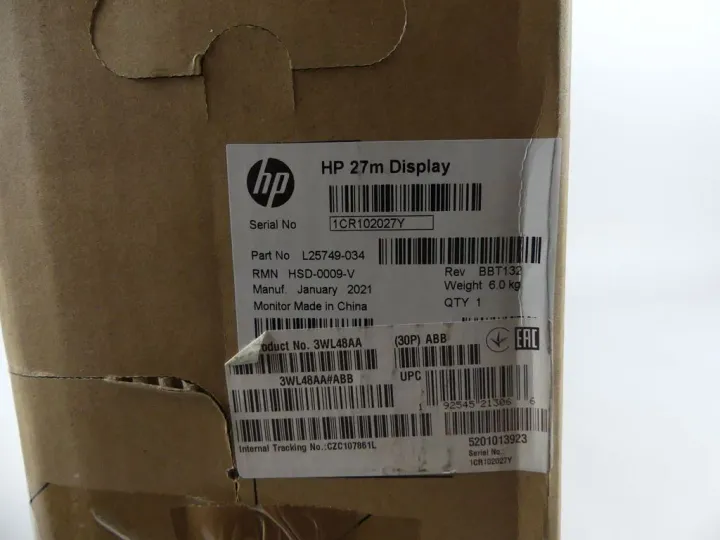 hp
HP 27m Display
Serial No 1CR102027Y
Part No L25749-034
RMN HSD-0009-V
Rev BBT132
Manuf. January 2021
Weight 6.0 kg
Monitor Made in China
QTY 1
oduct No. 3WL48AA
(30P) ABB
EAC
3WL48AA#ABB
UPC
1 92545 21306 6
Internal Tracking No.:CZC107861L
5201013923
Serial No.
1CR102027Y